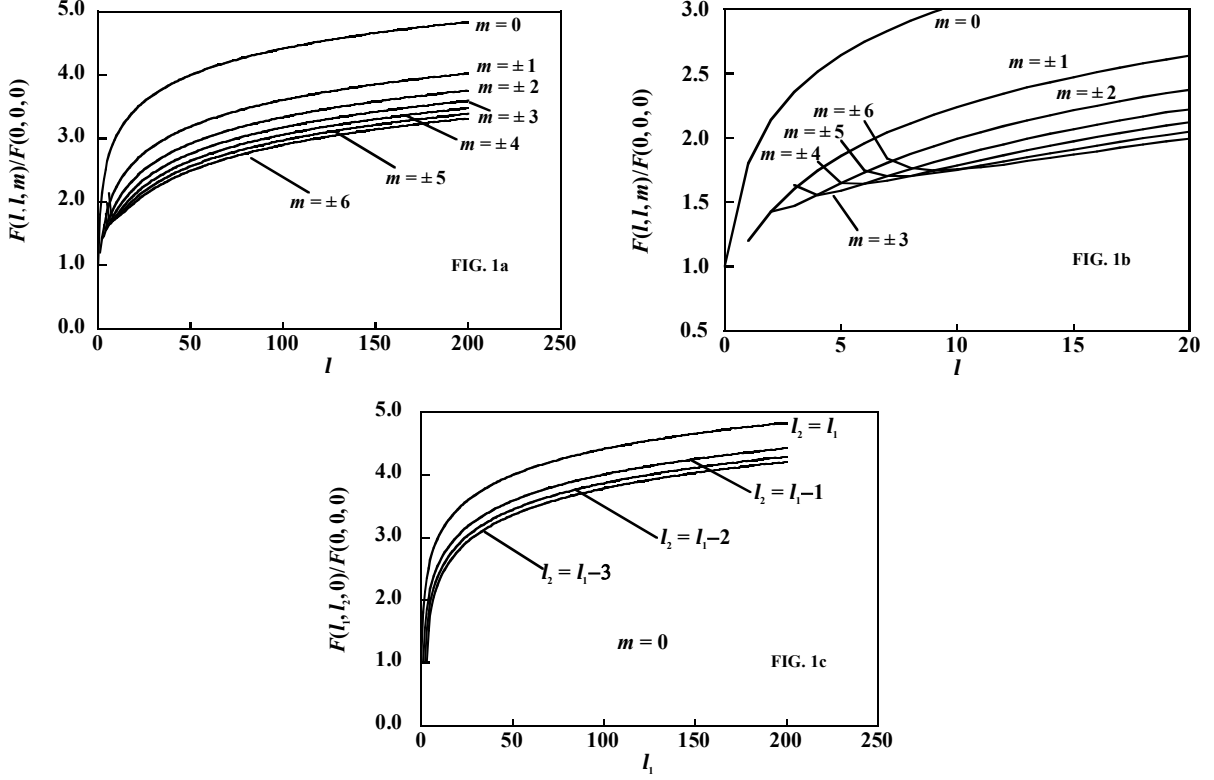 5.0
4.0
3.0
2.0
1.0
0.0
F(l, l, m)/F(0, 0, 0)
m = 0
m = ± 1
m = ± 2
m = ± 3
m = ± 4
m = ± 5
m = ± 6
FIG. 1a
0 50 100 150 200 250
l
3.0
2.5
2.0
1.5
1.0
0.5
F(l, l, m)/F(0, 0, 0)
m = 0
m = ± 1
m = ± 2
m = ± 6
m = ± 5
m = ± 4
m = ± 3
FIG. 1b
0 5 10 15 20
l
5.0
4.0
3.0
2.0
1.0
0.0
F(l₁, l₂, 0)/F(0, 0, 0)
l₂ = l₁
l₂ = l₁–1
l₂ = l₁–2
l₂ = l₁–3
m = 0
FIG. 1c
0 50 100 150 200 250
l₁